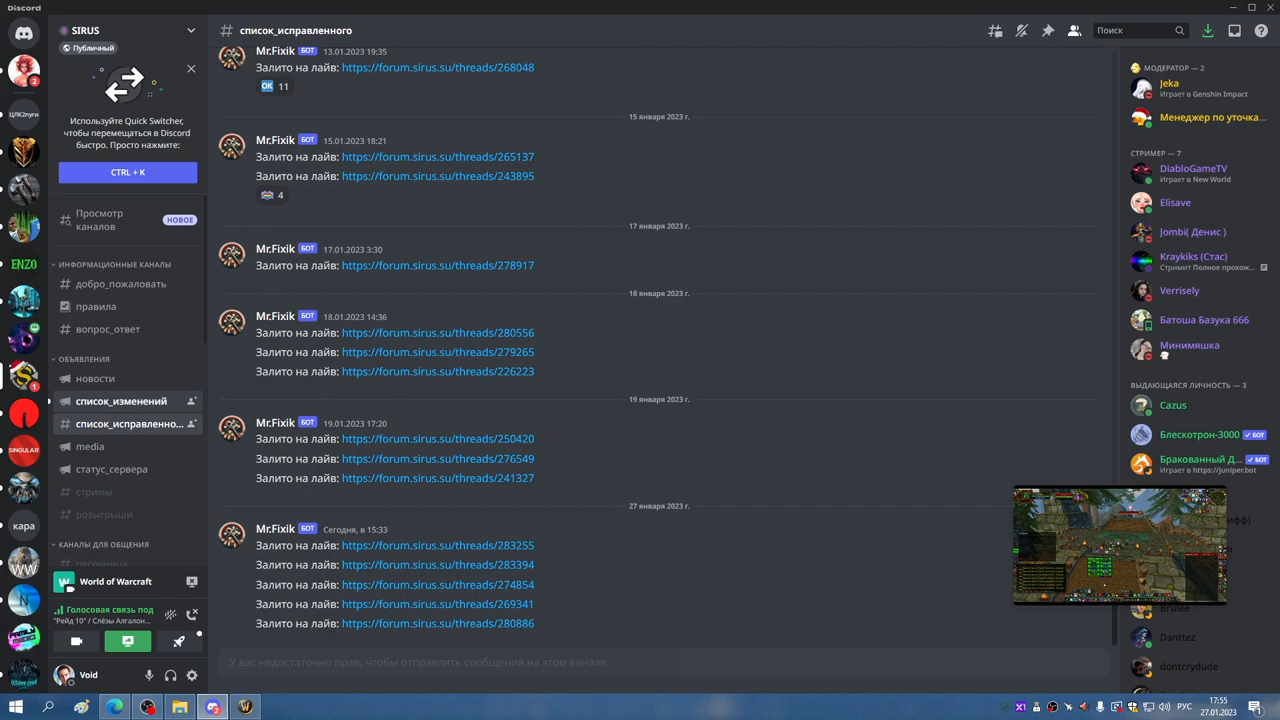 Discord
SIRUS
Публичный
Используйте Quick Switcher,
чтобы перемещаться в Discord
быстро. Просто нажмите:
CTRL + K
Просмотр
каналов
НОВОЕ
ИНФОРМАЦИОННЫЕ КАНАЛЫ
добро_пожаловать
правила
вопрос_ответ
ОБЪЯВЛЕНИЯ
новости
список_изменений
список_исправленно...
media
статус_сервера
стримы
розыгрыши
КАНАЛЫ ДЛЯ ОБЩЕНИЯ
World of Warcraft
Голосовая связь под
"Рейд 10" / Слёзы Алгалон...
Void
2
ЦЛК2пуги
ENZO
1
SINGULAR
кара
WW
список_исправленного
Поиск
Mr.Fixik БОТ 13.01.2023 19:35
Залито на лайв: https://forum.sirus.su/threads/268048
OK 11
15 января 2023 г.
Mr.Fixik БОТ 15.01.2023 18:21
Залито на лайв: https://forum.sirus.su/threads/265137
Залито на лайв: https://forum.sirus.su/threads/243895
4
17 января 2023 г.
Mr.Fixik БОТ 17.01.2023 3:30
Залито на лайв: https://forum.sirus.su/threads/278917
18 января 2023 г.
Mr.Fixik БОТ 18.01.2023 14:36
Залито на лайв: https://forum.sirus.su/threads/280556
Залито на лайв: https://forum.sirus.su/threads/279265
Залито на лайв: https://forum.sirus.su/threads/226223
19 января 2023 г.
Mr.Fixik БОТ 19.01.2023 17:20
Залито на лайв: https://forum.sirus.su/threads/250420
Залито на лайв: https://forum.sirus.su/threads/276549
Залито на лайв: https://forum.sirus.su/threads/241327
27 января 2023 г.
Mr.Fixik БОТ Сегодня, в 15:33
Залито на лайв: https://forum.sirus.su/threads/283255
Залито на лайв: https://forum.sirus.su/threads/283394
Залито на лайв: https://forum.sirus.su/threads/274854
Залито на лайв: https://forum.sirus.su/threads/269341
Залито на лайв: https://forum.sirus.su/threads/280886
У вас недостаточно прав, чтобы отправлять сообщения на этом канале.
МОДЕРАТОР — 2
Jeka
Играет в Genshin Impact
Менеджер по уточка...
СТРИМЕР — 7
DiabloGameTV
Играет в New World
Elisave
Jombi( Денис )
Kraykiks (Стас)
Стримит Полное прохож...
Verrisely
Батоша Базука 666
Минимяшка
ВЫДАЮЩАЯСЯ ЛИЧНОСТЬ — 3
Cazus
Блескотрон-3000 БОТ
Бракованный Д... БОТ
Играет в https://juniper.bot
Brulee
Danttez
dontcrydude
РУС
17:55
27.01.2023